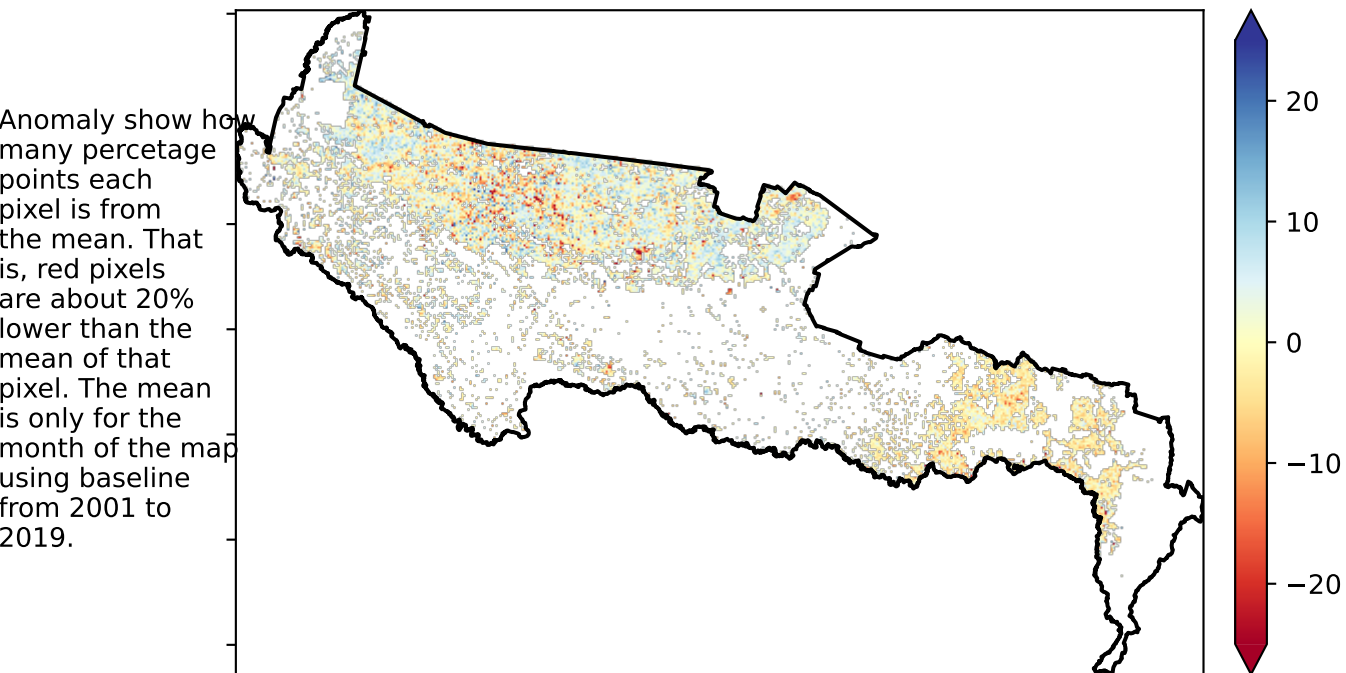 Anomaly show how
many percetage
points each
pixel is from
the mean. That
is, red pixels
are about 20%
lower than the
mean of that
pixel. The mean
is only for the
month of the map
using baseline
from 2001 to
2019.
20
10
0
−10
−20